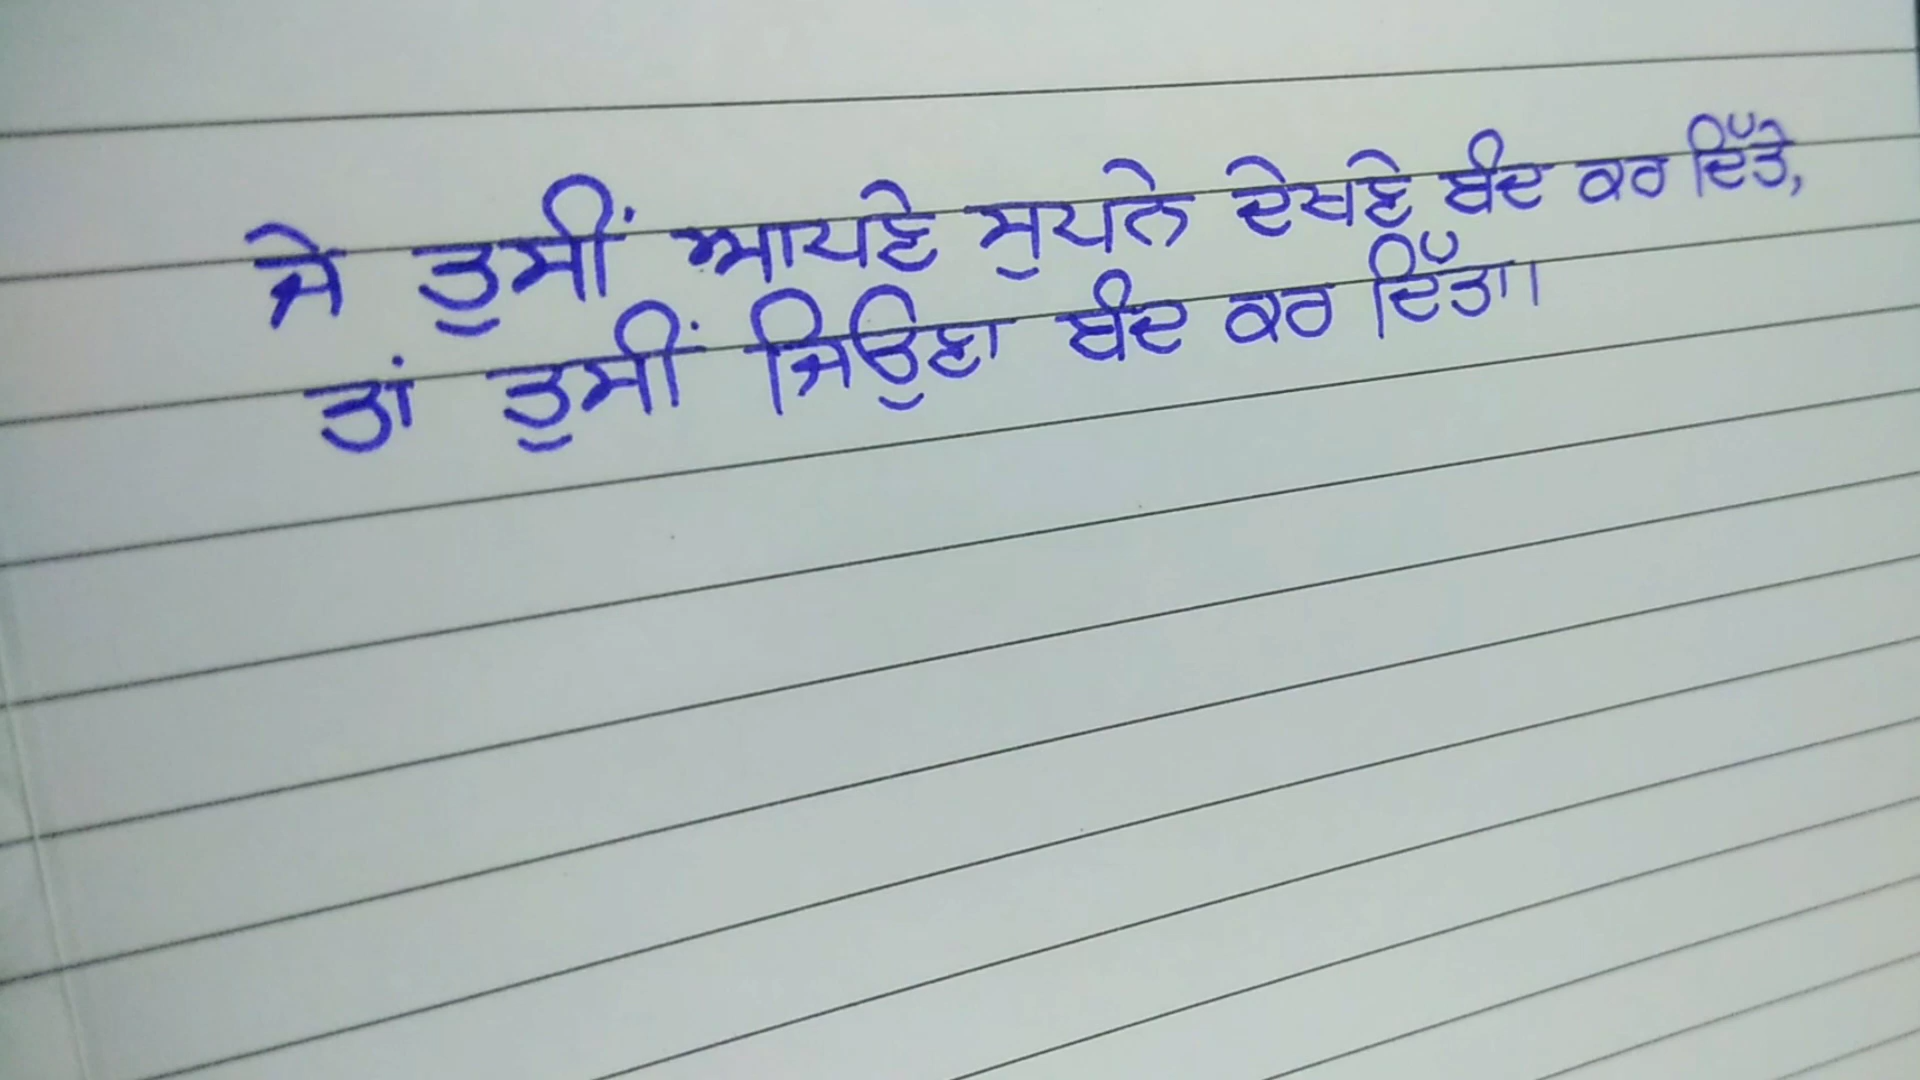 ਜੇ ਤੁਸੀਂ ਆਪਣੇ ਸੁਪਨੇ ਦੇਖਣੇ ਬੰਦ ਕਰ ਦਿੱਤੇ,
ਤਾਂ ਤੁਸੀਂ ਜਿਉਣਾ ਬੰਦ ਕਰ ਦਿੱਤਾ।